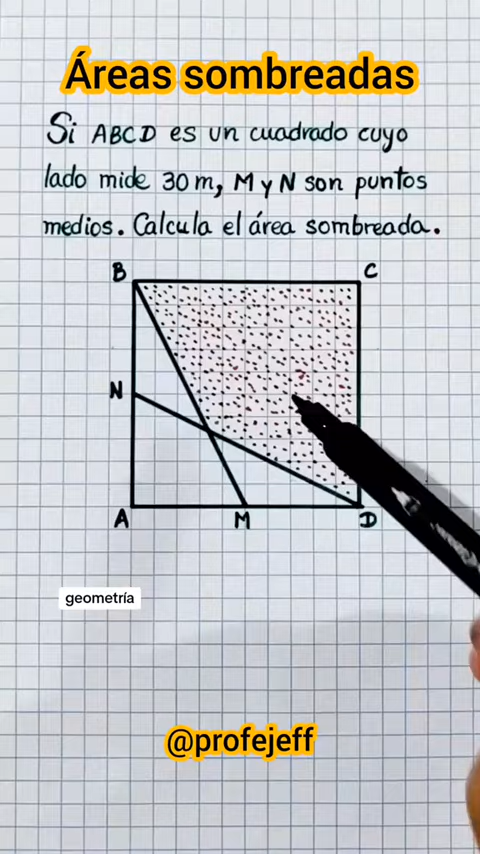 Áreas sombreadas
Si ABCD es un cuadrado cuyo
lado mide 30 m, M y N son puntos
medios. Calcula el área sombreada.
B
C
N
A
M
D
geometría
@profejeff